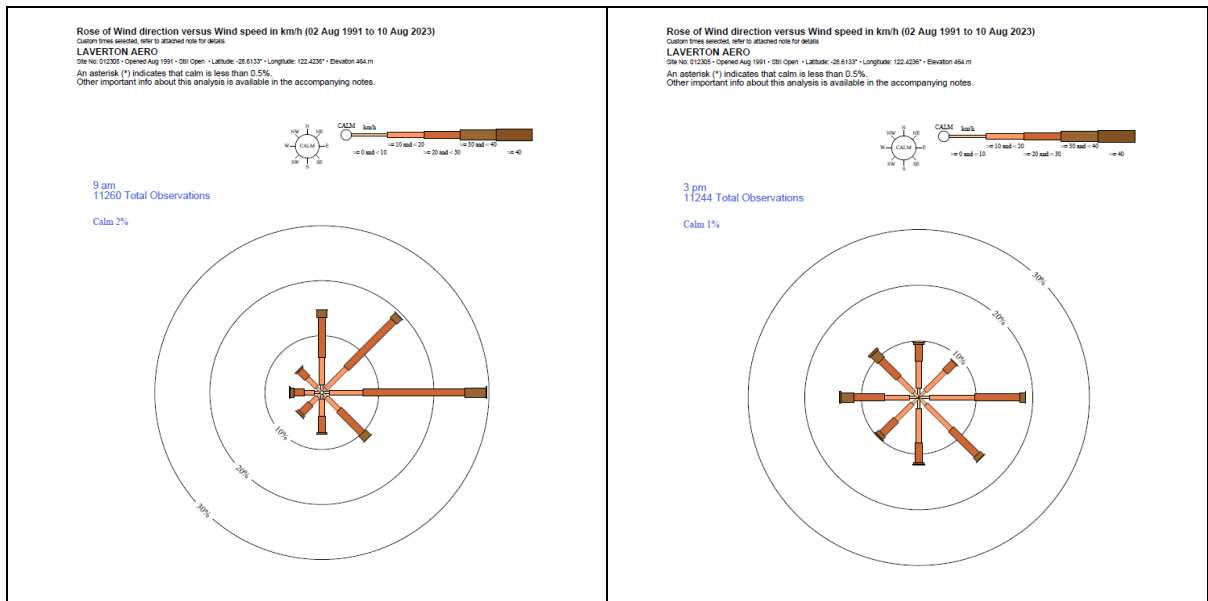 Rose of Wind direction versus Wind speed in km/h (02 Aug 1991 to 10 Aug 2023)
Custom times selected, refer to attached note for details
LAVERTON AERO
Site No: 012305 • Opened Aug 1991 • Still Open • Latitude: -28.6133° • Longitude: 122.4236° • Elevation 464.m
An asterisk (*) indicates that calm is less than 0.5%.
Other important info about this analysis is available in the accompanying notes.
N
NW NE
W CALM E
SW SE
S
CALM km/h
>= 10 and < 20 >= 30 and < 40
>= 0 and < 10 >= 20 and < 30 >= 40
9 am
11260 Total Observations
Calm 2%
10%
20%
30%
Rose of Wind direction versus Wind speed in km/h (02 Aug 1991 to 10 Aug 2023)
Custom times selected, refer to attached note for details
LAVERTON AERO
Site No: 012305 • Opened Aug 1991 • Still Open • Latitude: -28.6133° • Longitude: 122.4236° • Elevation 464.m
An asterisk (*) indicates that calm is less than 0.5%.
Other important info about this analysis is available in the accompanying notes.
N
NW NE
W CALM E
SW SE
S
CALM km/h
>= 10 and < 20 >= 30 and < 40
>= 0 and < 10 >= 20 and < 30 >= 40
3 pm
11244 Total Observations
Calm 1%
30%
20%
10%